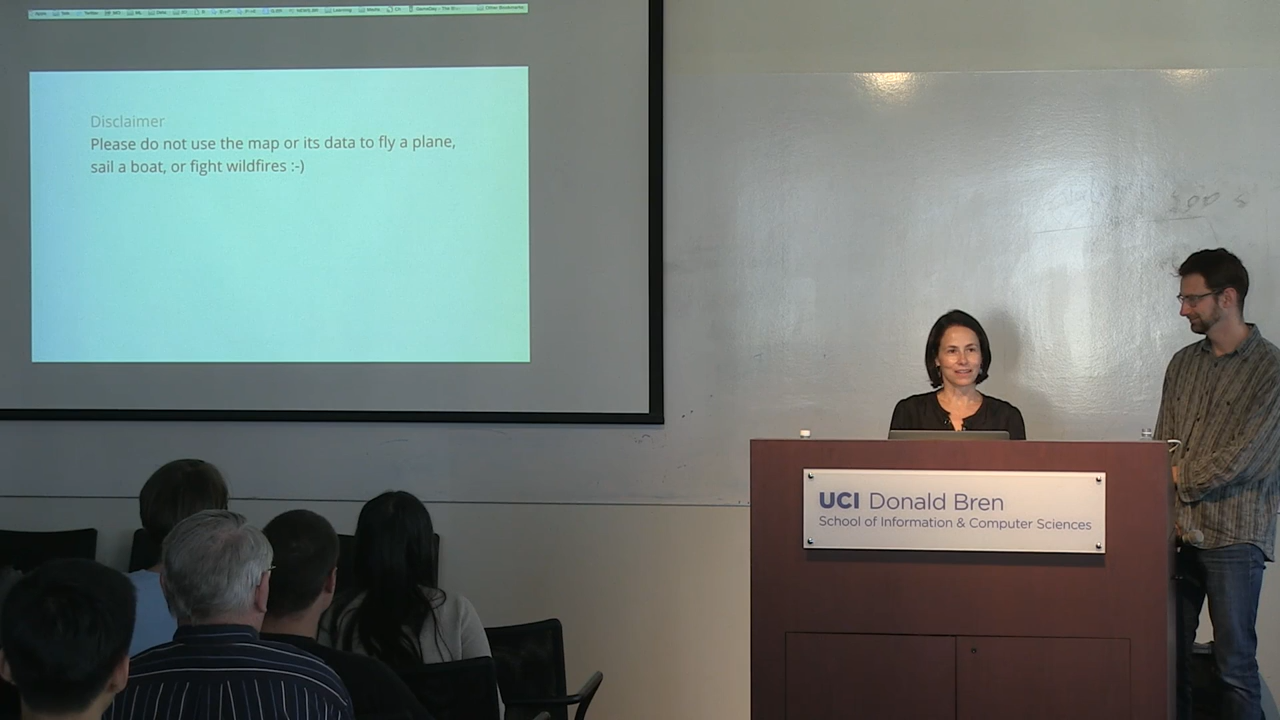 Disclaimer
Please do not use the map or its data to fly a plane,
sail a boat, or fight wildfires :-)
UCI Donald Bren
School of Information & Computer Sciences